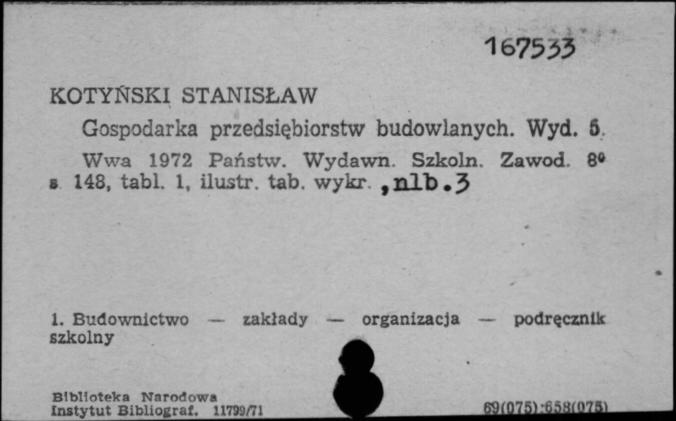 167533
KOTYŃSKI STANISŁAW
Gospodarka przedsiębiorstw budowlanych. Wyd. 5.
Wwa 1972 Państw. Wydawn. Szkoln. Zawod. 8°
s 148, tabl. 1, ilustr. tab. wykr. ,nlb.3
1. Budownictwo — zakłady — organizacja — podręcznik
szkolny
Biblioteka Narodowa
Instytut Bibliograf. 11799/71
69(075):658(075)